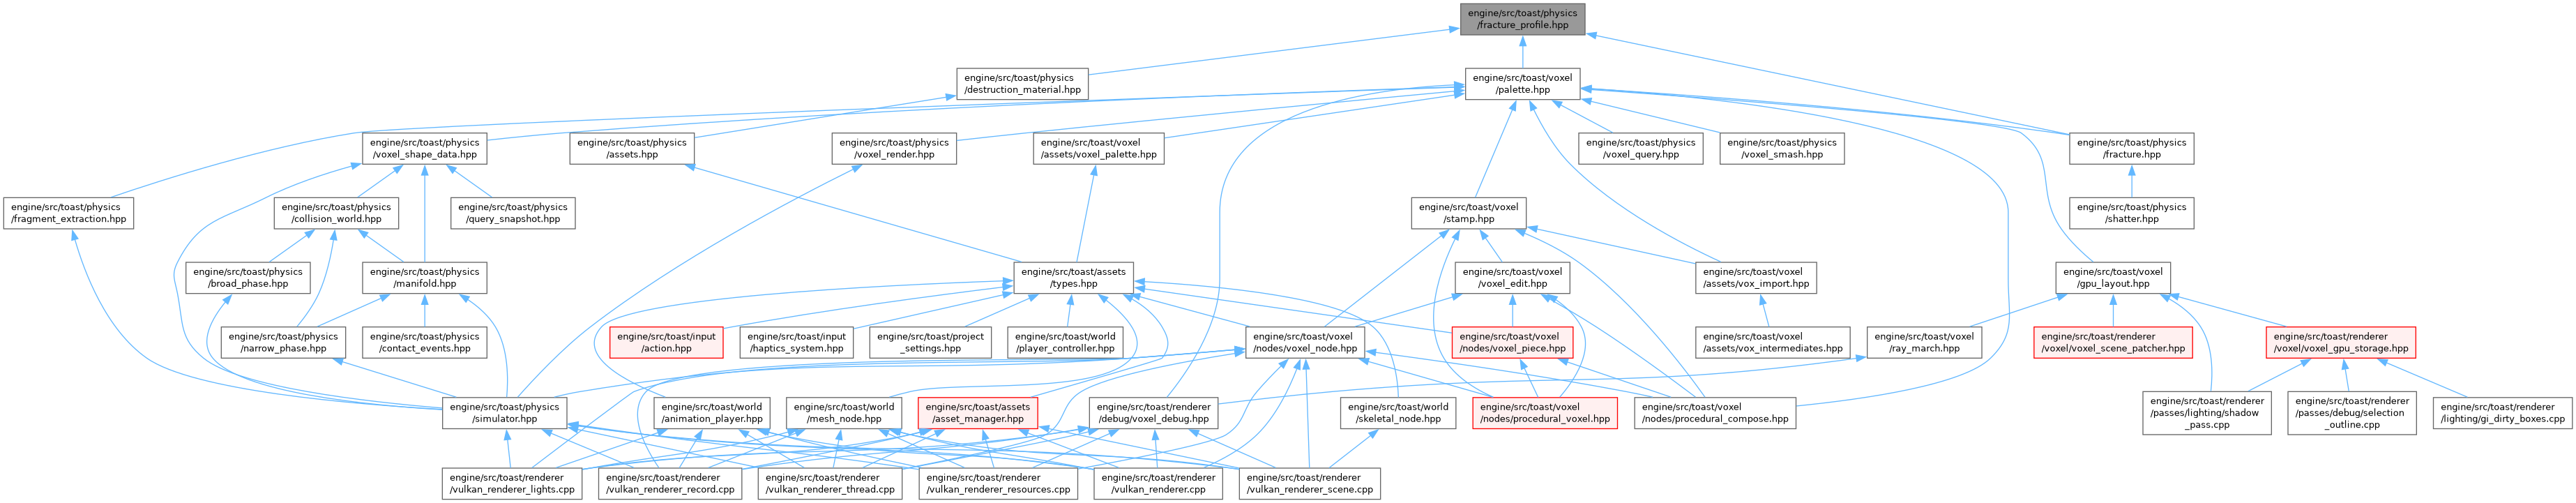 engine/src/toast/physics
/fracture_profile.hpp
engine/src/toast/physics
/destruction_material.hpp
engine/src/toast/voxel
/palette.hpp
engine/src/toast/physics
/voxel_shape_data.hpp
engine/src/toast/physics
/assets.hpp
engine/src/toast/physics
/voxel_render.hpp
engine/src/toast/voxel
/assets/voxel_palette.hpp
engine/src/toast/physics
/voxel_query.hpp
engine/src/toast/physics
/voxel_smash.hpp
engine/src/toast/physics
/fracture.hpp
engine/src/toast/physics
/fragment_extraction.hpp
engine/src/toast/physics
/collision_world.hpp
engine/src/toast/physics
/query_snapshot.hpp
engine/src/toast/voxel
/stamp.hpp
engine/src/toast/physics
/shatter.hpp
engine/src/toast/physics
/broad_phase.hpp
engine/src/toast/physics
/manifold.hpp
engine/src/toast/assets
/types.hpp
engine/src/toast/voxel
/voxel_edit.hpp
engine/src/toast/voxel
/assets/vox_import.hpp
engine/src/toast/voxel
/gpu_layout.hpp
engine/src/toast/physics
/narrow_phase.hpp
engine/src/toast/physics
/contact_events.hpp
engine/src/toast/input
/action.hpp
engine/src/toast/input
/haptics_system.hpp
engine/src/toast/project
_settings.hpp
engine/src/toast/world
/player_controller.hpp
engine/src/toast/voxel
/nodes/voxel_node.hpp
engine/src/toast/voxel
/nodes/voxel_piece.hpp
engine/src/toast/voxel
/assets/vox_intermediates.hpp
engine/src/toast/voxel
/ray_march.hpp
engine/src/toast/renderer
/voxel/voxel_scene_patcher.hpp
engine/src/toast/renderer
/voxel/voxel_gpu_storage.hpp
engine/src/toast/physics
/simulator.hpp
engine/src/toast/world
/animation_player.hpp
engine/src/toast/world
/mesh_node.hpp
engine/src/toast/assets
/asset_manager.hpp
engine/src/toast/renderer
/debug/voxel_debug.hpp
engine/src/toast/world
/skeletal_node.hpp
engine/src/toast/voxel
/nodes/procedural_voxel.hpp
engine/src/toast/voxel
/nodes/procedural_compose.hpp
engine/src/toast/renderer
/passes/lighting/shadow
_pass.cpp
engine/src/toast/renderer
/passes/debug/selection
_outline.cpp
engine/src/toast/renderer
/lighting/gi_dirty_boxes.cpp
engine/src/toast/renderer
/vulkan_renderer_lights.cpp
engine/src/toast/renderer
/vulkan_renderer_record.cpp
engine/src/toast/renderer
/vulkan_renderer_thread.cpp
engine/src/toast/renderer
/vulkan_renderer_resources.cpp
engine/src/toast/renderer
/vulkan_renderer.cpp
engine/src/toast/renderer
/vulkan_renderer_scene.cpp